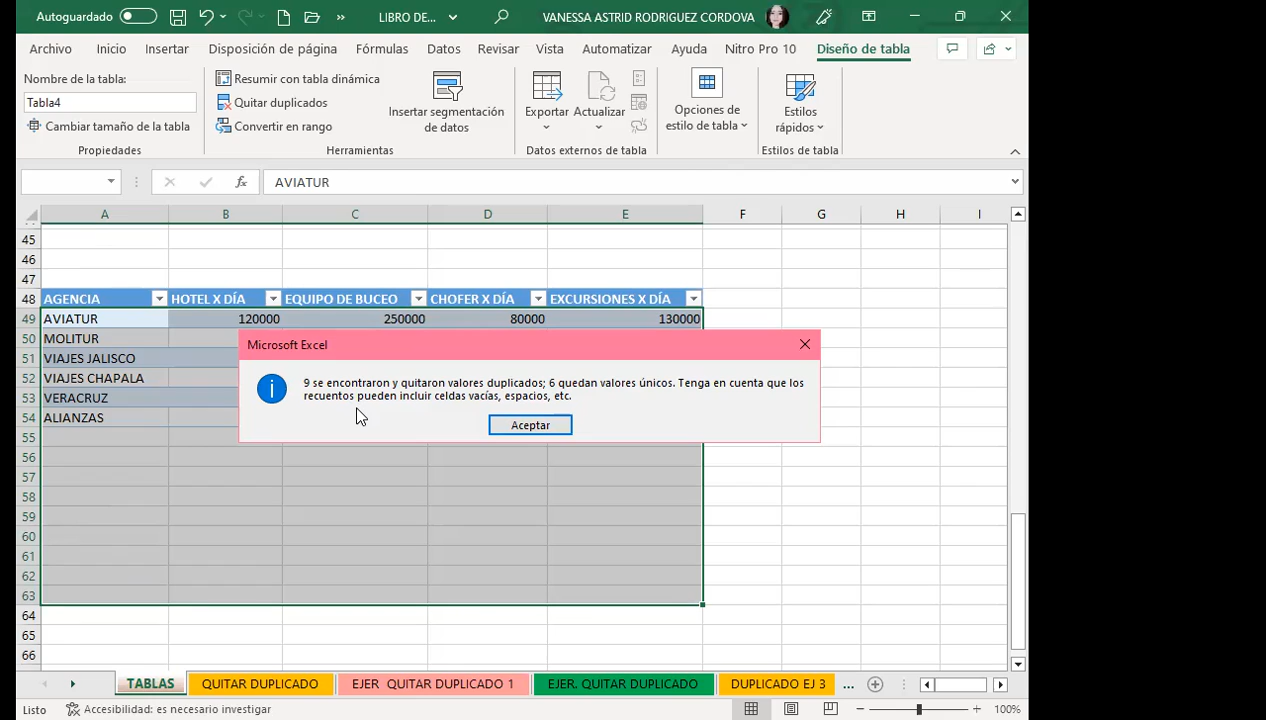 Autoguardado LIBRO DE... VANESSA ASTRID RODRIGUEZ CORDOVA
Archivo Inicio Insertar Disposición de página Fórmulas Datos Revisar Vista Automatizar Ayuda Nitro Pro 10 Diseño de tabla
Nombre de la tabla:
Tabla4
Cambiar tamaño de la tabla
Propiedades
Resumir con tabla dinámica
Quitar duplicados
Convertir en rango
Insertar segmentación
de datos
Herramientas
Exportar Actualizar
Datos externos de tabla
Opciones de
estilo de tabla
Estilos
rápidos
Estilos de tabla
fx AVIATUR
A B C D E F G H I
45
46
47
48 AGENCIA HOTEL X DÍA EQUIPO DE BUCEO CHOFER X DÍA EXCURSIONES X DÍA
49 AVIATUR 120000 250000 80000 130000
50 MOLITUR
51 VIAJES JALISCO
52 VIAJES CHAPALA
53 VERACRUZ
54 ALIANZAS
55
56
57
58
59
60
61
62
63
64
65
66
Microsoft Excel
9 se encontraron y quitaron valores duplicados; 6 quedan valores únicos. Tenga en cuenta que los
recuentos pueden incluir celdas vacías, espacios, etc.
Aceptar
TABLAS QUITAR DUPLICADO EJER QUITAR DUPLICADO 1 EJER. QUITAR DUPLICADO DUPLICADO EJ 3 ...
Listo Accesibilidad: es necesario investigar 100%